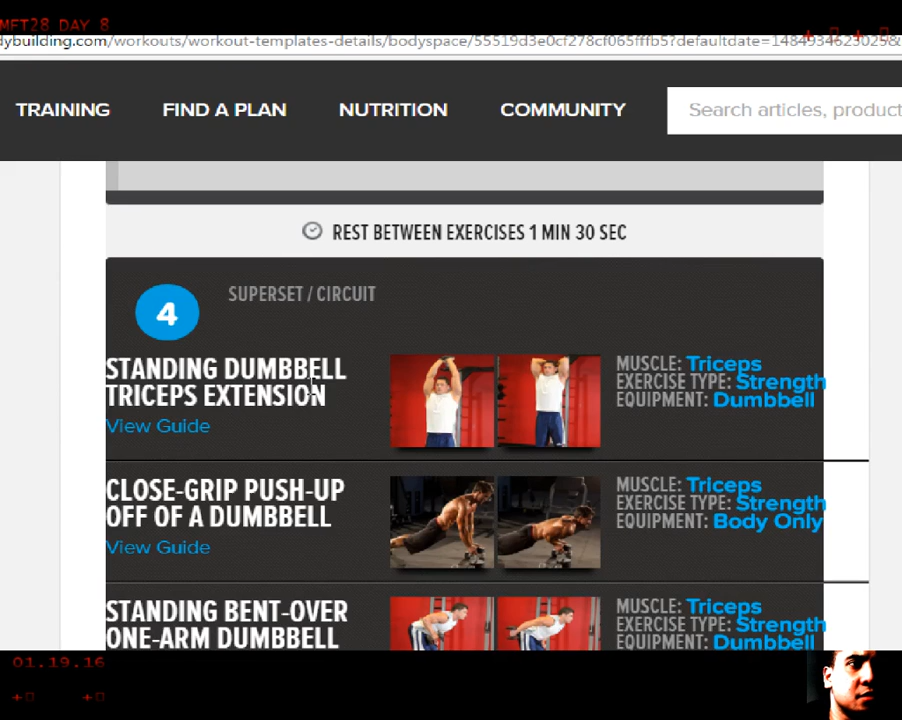 MFT28 DAY 8
dybuilding.com/workouts/workout-templates-details/bodyspace/55519d3e0cf278cf065fffb5?defaultdate=1484934623029&
TRAINING FIND A PLAN NUTRITION COMMUNITY Search articles, product
REST BETWEEN EXERCISES 1 MIN 30 SEC
4 SUPERSET / CIRCUIT
STANDING DUMBBELL
TRICEPS EXTENSION
View Guide
MUSCLE: Triceps
EXERCISE TYPE: Strength
EQUIPMENT: Dumbbell
CLOSE-GRIP PUSH-UP
OFF OF A DUMBBELL
View Guide
MUSCLE: Triceps
EXERCISE TYPE: Strength
EQUIPMENT: Body Only
STANDING BENT-OVER
ONE-ARM DUMBBELL
MUSCLE: Triceps
EXERCISE TYPE: Strength
EQUIPMENT: Dumbbell
01.19.16